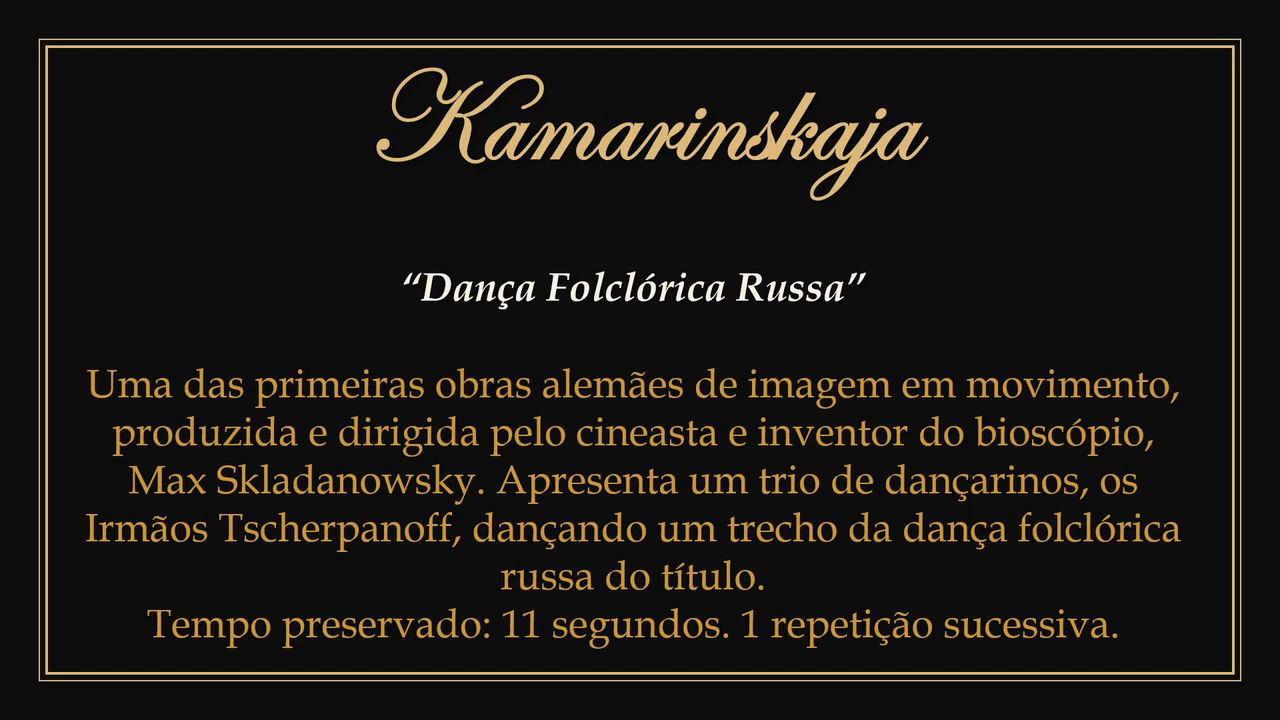 Kamarinskaja
“Dança Folclórica Russa”
Uma das primeiras obras alemães de imagem em movimento,
produzida e dirigida pelo cineasta e inventor do bioscópio,
Max Skladanowsky. Apresenta um trio de dançarinos, os
Irmãos Tscherpanoff, dançando um trecho da dança folclórica
russa do título.
Tempo preservado: 11 segundos. 1 repetição sucessiva.